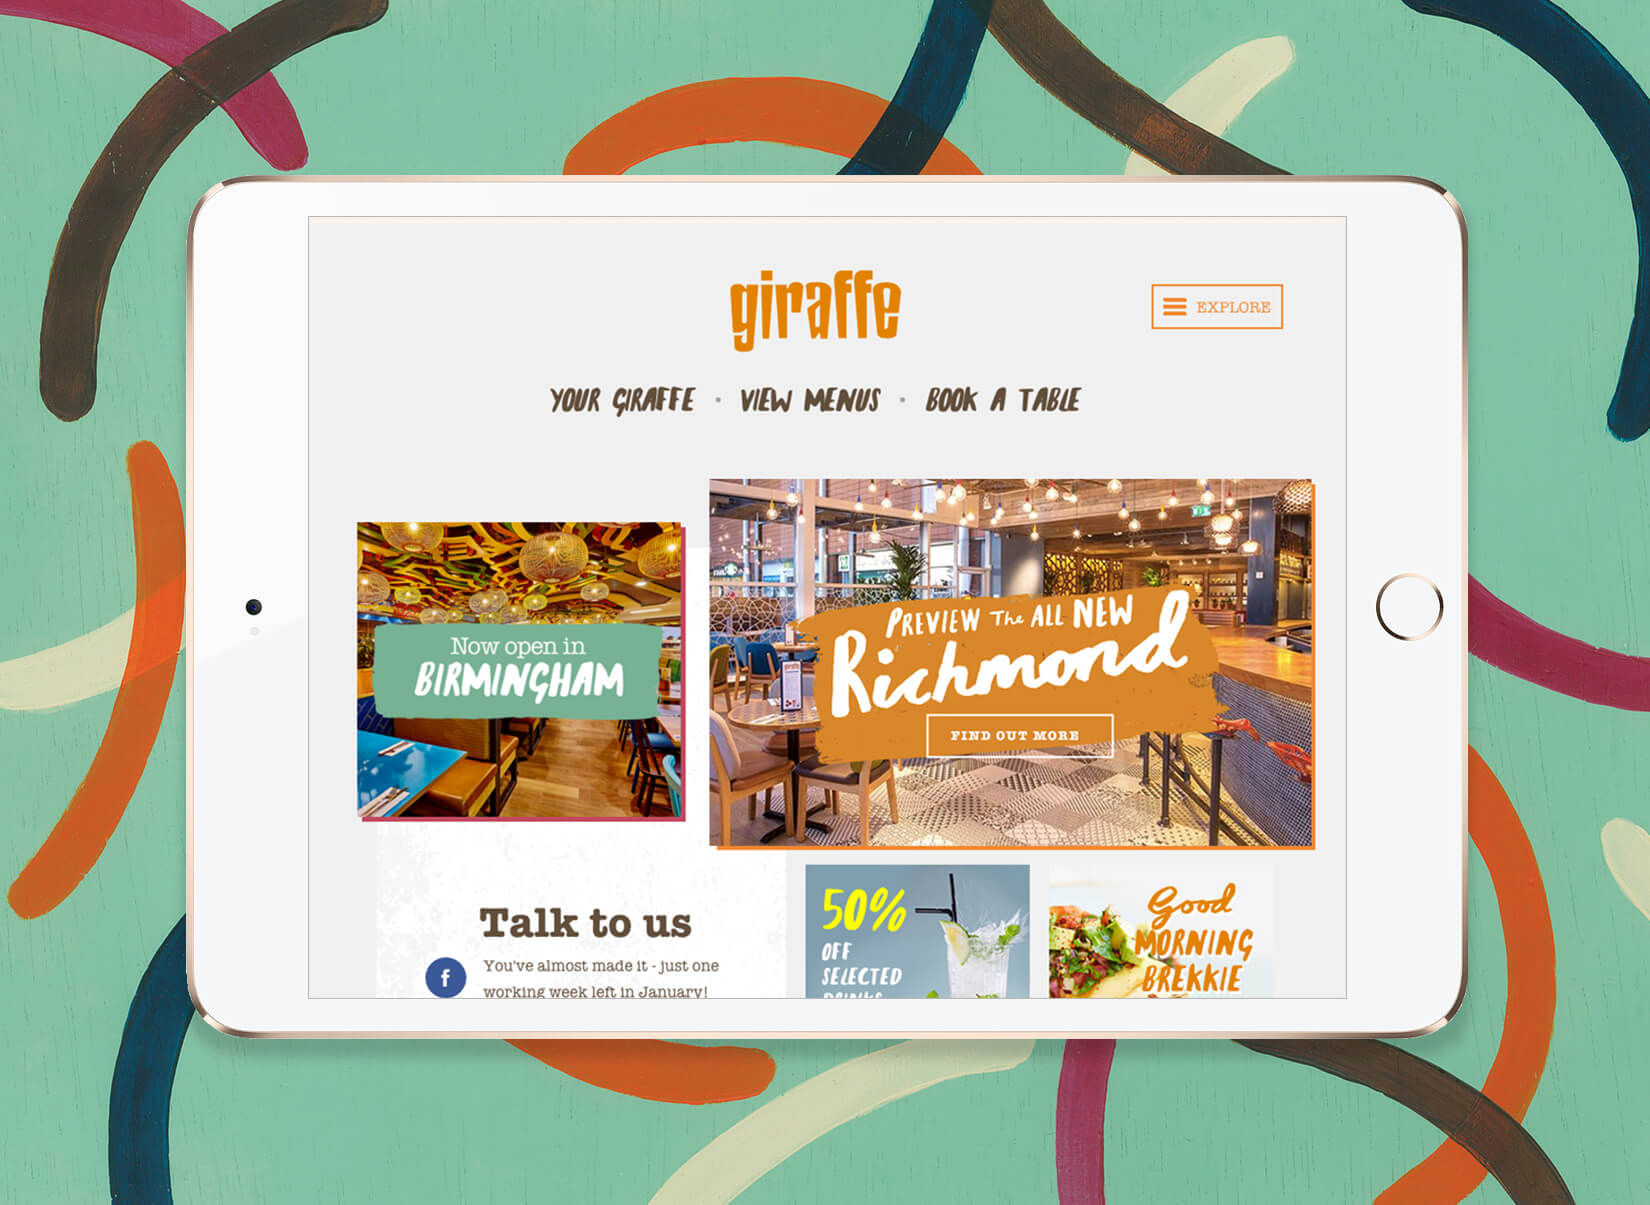 giraffe
EXPLORE
YOUR GIRAFFE • VIEW MENUS • BOOK A TABLE
Now open in
BIRMINGHAM
PREVIEW The ALL NEW
Richmond
FIND OUT MORE
giraffe
Talk to us
f
You've almost made it - just one
working week left in January!
50%
OFF
SELECTED
DRINKS
Good
MORNING
BREKKIE